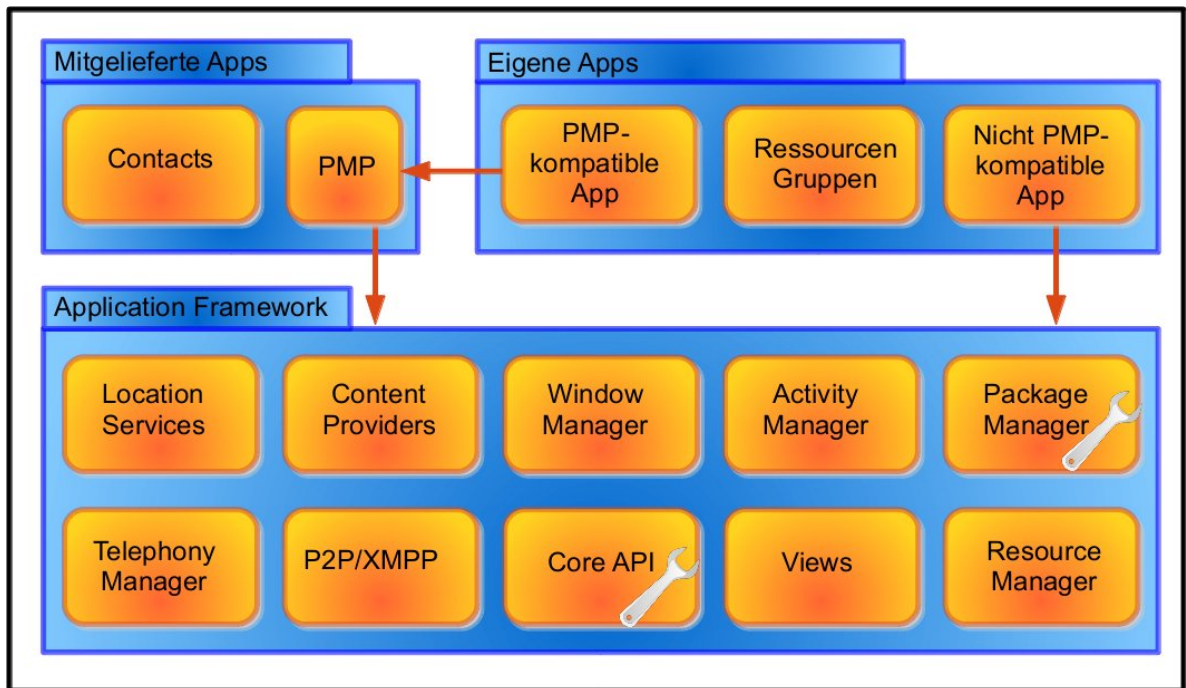 Mitgelieferte Apps
Contacts
PMP
Eigene Apps
PMP-
kompatible
App
Ressourcen
Gruppen
Nicht PMP-
kompatible
App
Application Framework
Location
Services
Content
Providers
Window
Manager
Activity
Manager
Package
Manager
Telephony
Manager
P2P/XMPP
Core API
Views
Resource
Manager